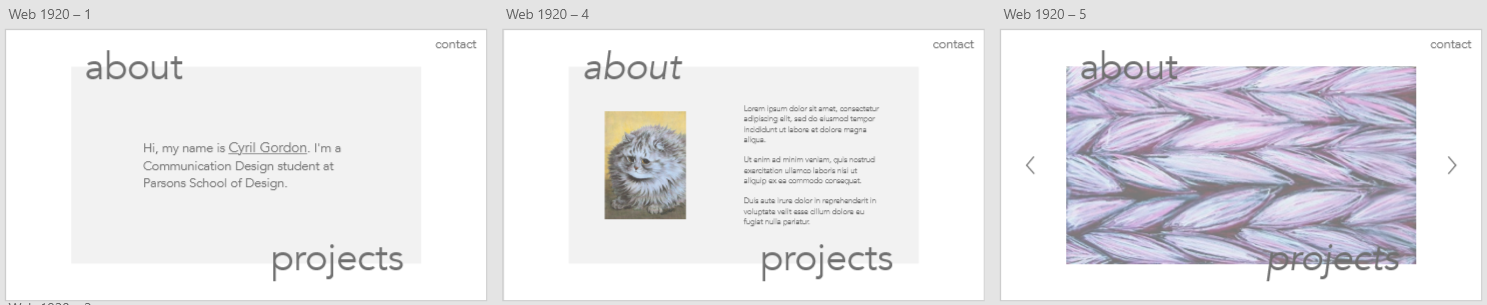 Web 1920 – 1
contact
about
Hi, my name is Cyril Gordon. I'm a
Communication Design student at
Parsons School of Design.
projects
Web 1920 – 4
contact
about
Lorem ipsum dolor sit amet, consectetur
adipiscing elit, sed do eiusmod tempor
incididunt ut labore et dolore magna
aliqua.
Ut enim ad minim veniam, quis nostrud
exercitation ullamco laboris nisi ut
aliquip ex ea commodo consequat.
Duis aute irure dolor in reprehenderit in
voluptate velit esse cillum dolore eu
fugiat nulla pariatur.
projects
Web 1920 – 5
contact
about
projects